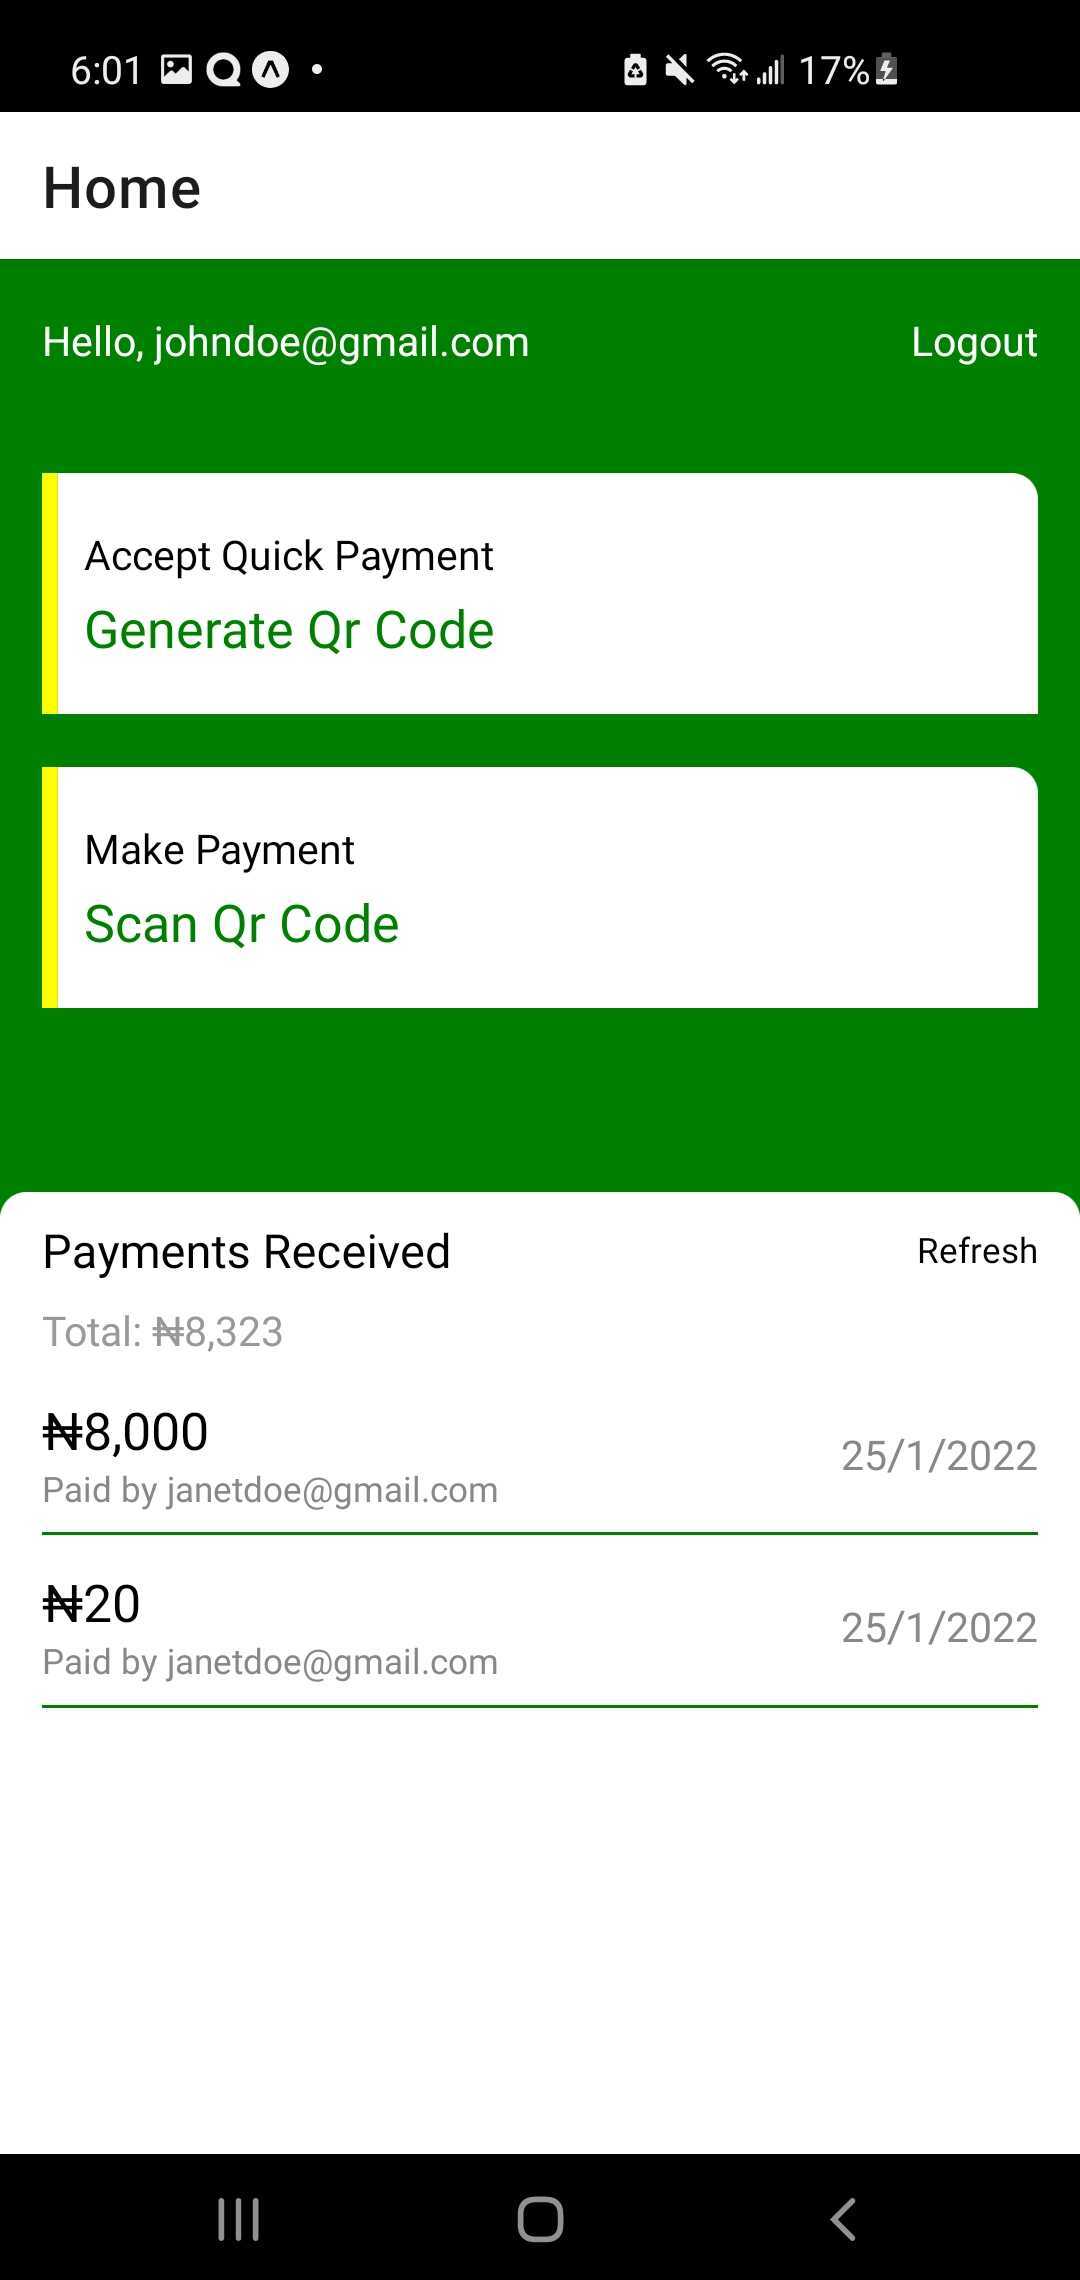 6:01 17%
Home
Hello, johndoe@gmail.com Logout
Accept Quick Payment
Generate Qr Code
Make Payment
Scan Qr Code
Payments Received Refresh
Total: ₦8,323
₦8,000
25/1/2022
Paid by janetdoe@gmail.com
₦20
25/1/2022
Paid by janetdoe@gmail.com